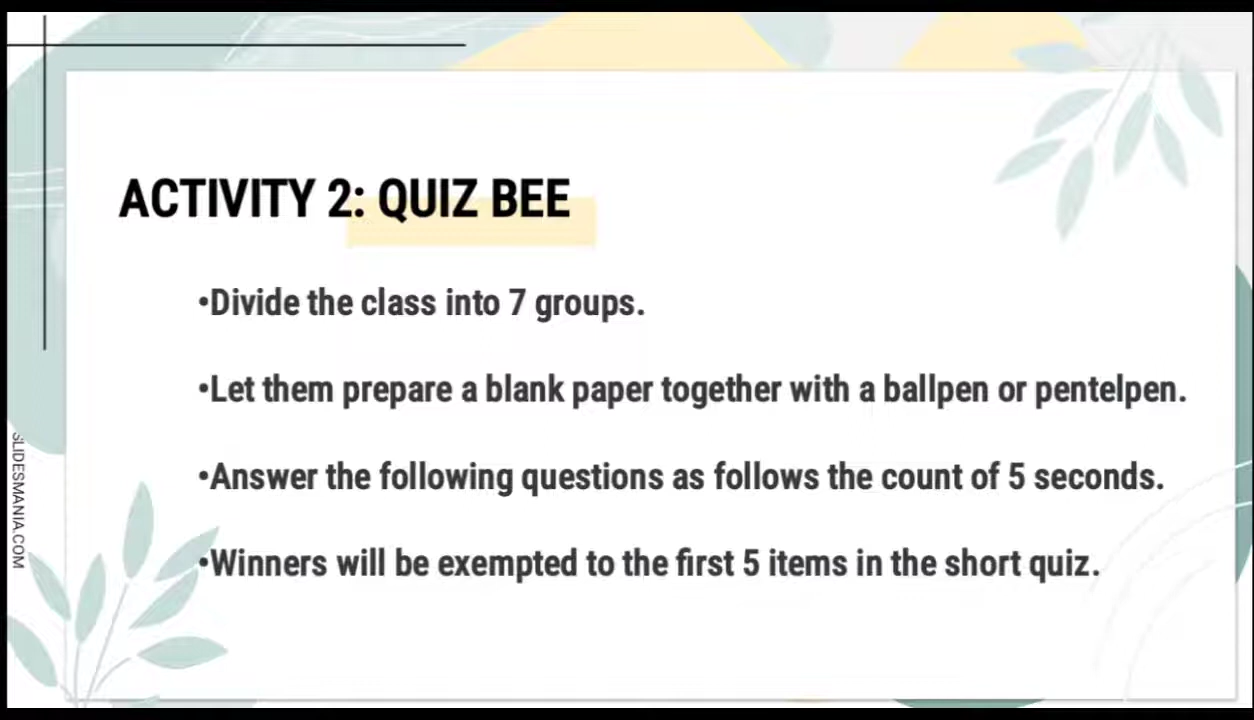 ACTIVITY 2: QUIZ BEE
•Divide the class into 7 groups.
•Let them prepare a blank paper together with a ballpen or pentelpen.
•Answer the following questions as follows the count of 5 seconds.
•Winners will be exempted to the first 5 items in the short quiz.
SLIDESMANIA.COM